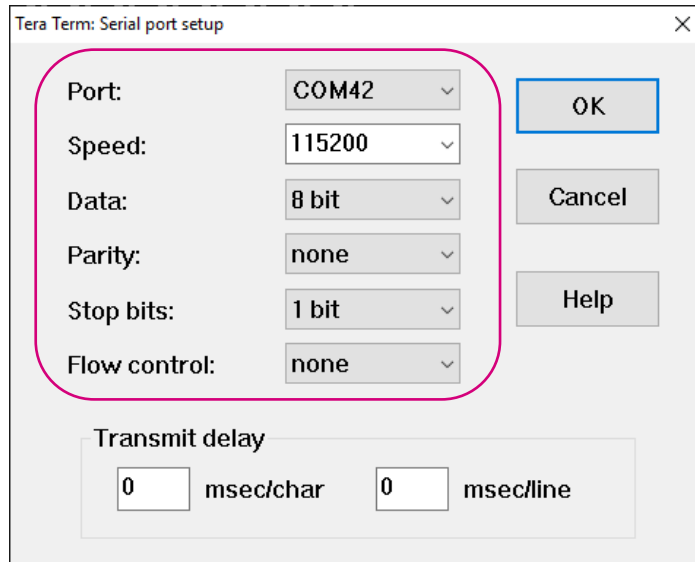 Tera Term: Serial port setup
Port: COM42
OK
Speed: 115200
Data: 8 bit
Cancel
Parity: none
Stop bits: 1 bit
Help
Flow control: none
Transmit delay
0 msec/char 0 msec/line